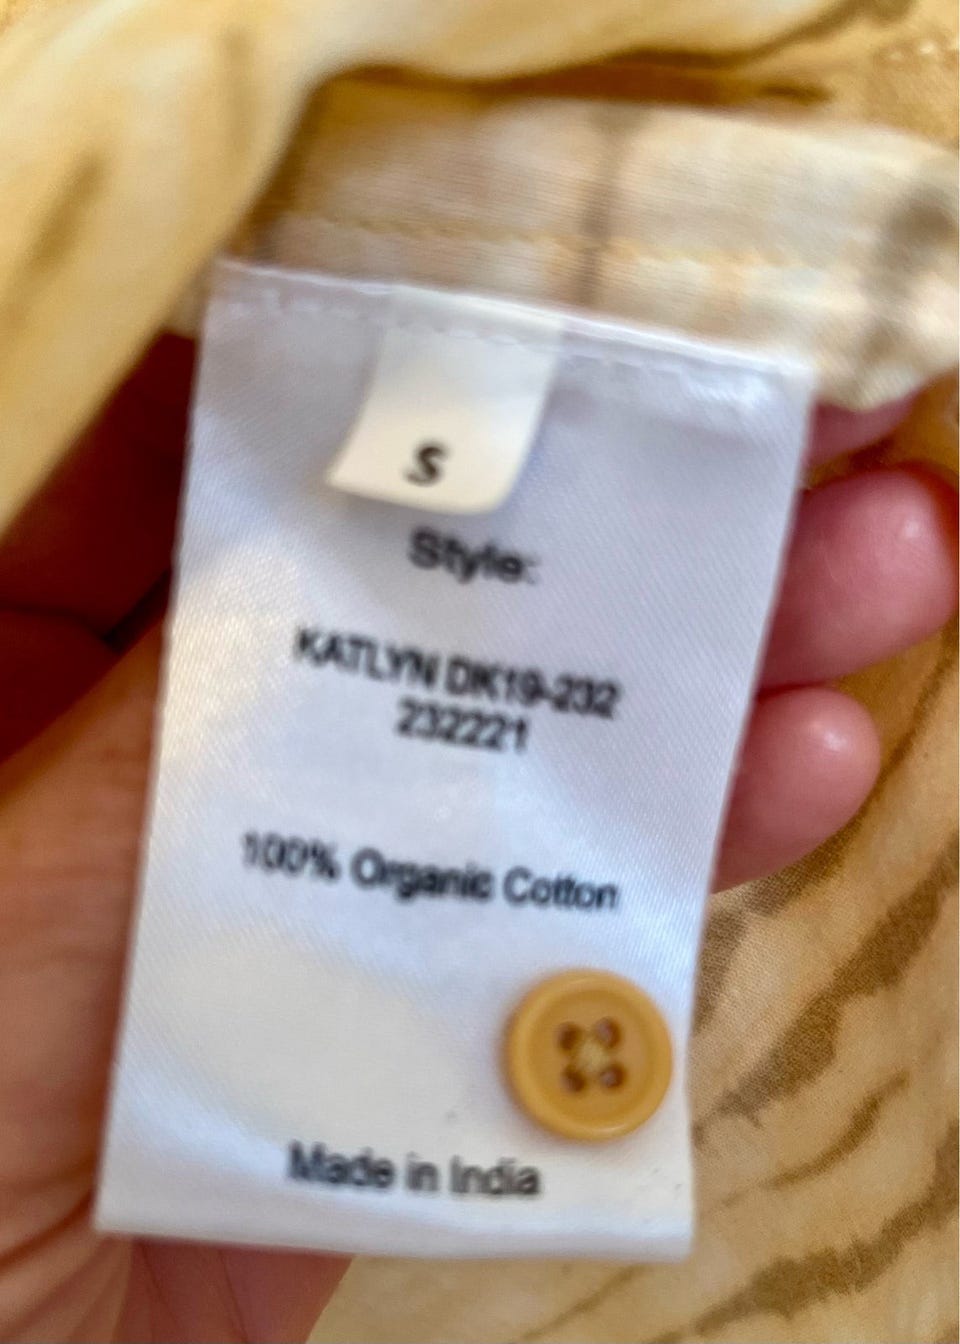 S
Style:
KATLYN DK19-232
232221
100% Organic Cotton
Made in India